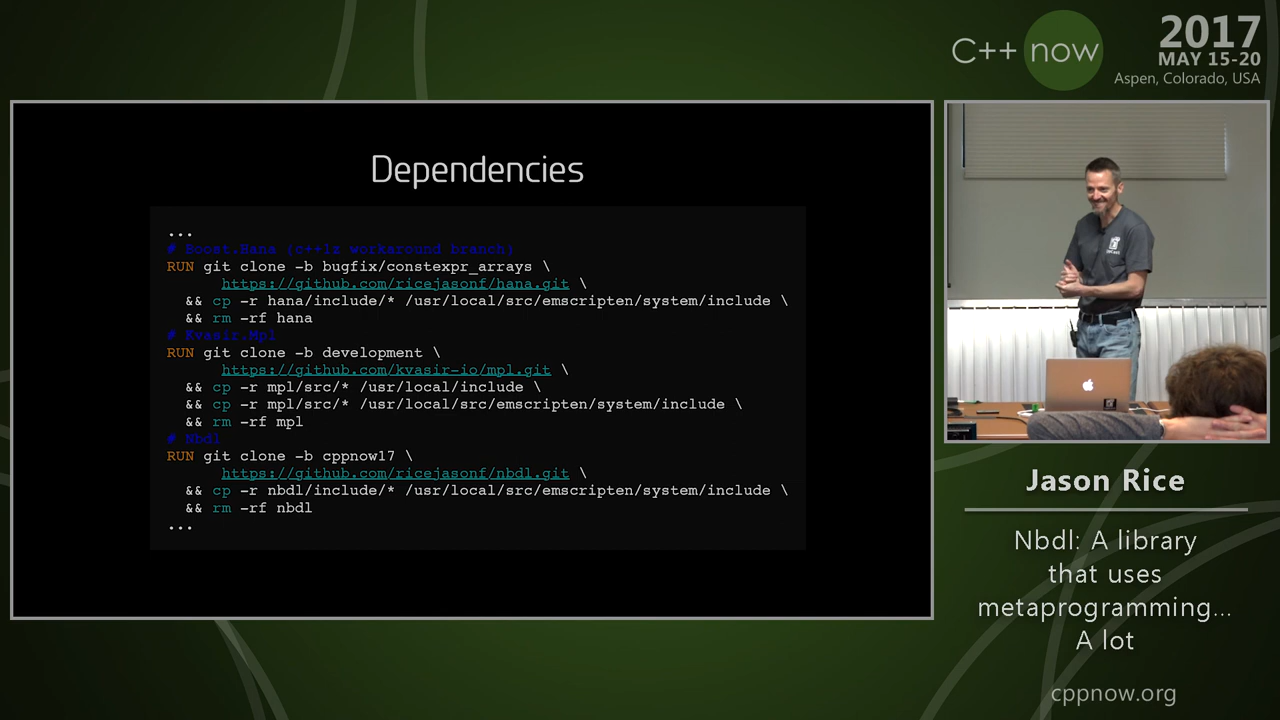 C++ now
2017
MAY 15-20
Aspen, Colorado, USA
Dependencies
...
# Boost.Hana (c++1z workaround branch)
RUN git clone -b bugfix/constexpr_arrays \
https://github.com/ricejasonf/hana.git \
&& cp -r hana/include/* /usr/local/src/emscripten/system/include \
&& rm -rf hana
# Kvasir.Mpl
RUN git clone -b development \
https://github.com/kvasir-io/mpl.git \
&& cp -r mpl/src/* /usr/local/include \
&& cp -r mpl/src/* /usr/local/src/emscripten/system/include \
&& rm -rf mpl
# Nbdl
RUN git clone -b cppnow17 \
https://github.com/ricejasonf/nbdl.git \
&& cp -r nbdl/include/* /usr/local/src/emscripten/system/include \
&& rm -rf nbdl
...
Jason Rice
Nbdl: A library
that uses
metaprogramming...
A lot
cppnow.org